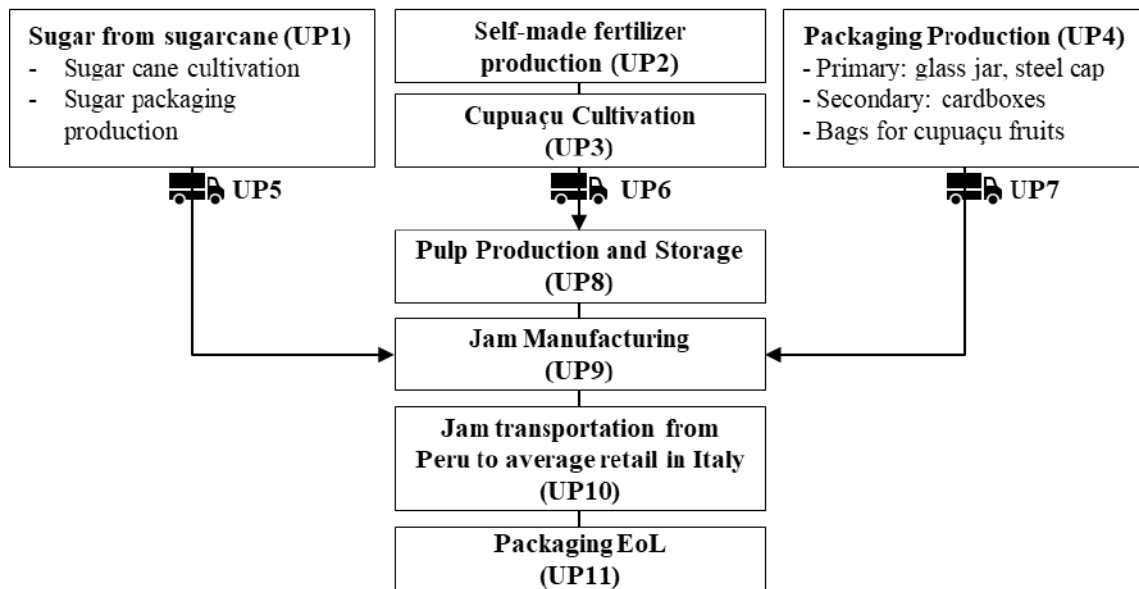 Sugar from sugarcane (UP1)
- Sugar cane cultivation
- Sugar packaging
production
Self-made fertilizer
production (UP2)
Cupuaçu Cultivation
(UP3)
Packaging Production (UP4)
- Primary: glass jar, steel cap
- Secondary: cardboxes
- Bags for cupuaçu fruits
UP5
UP6
UP7
Pulp Production and Storage
(UP8)
Jam Manufacturing
(UP9)
Jam transportation from
Peru to average retail in Italy
(UP10)
Packaging EoL
(UP11)